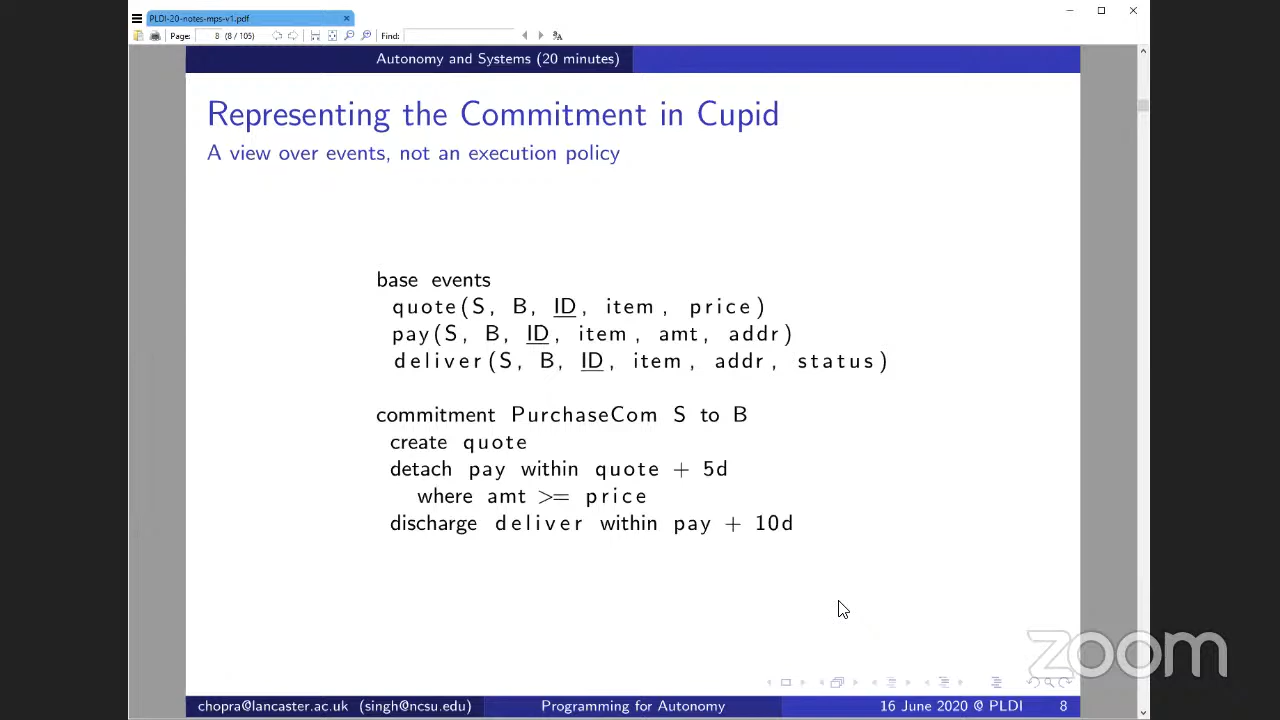 PLDI-20-notes-mps-v1.pdf
Page: 8 (8 / 105) Find:
Autonomy and Systems (20 minutes)
Representing the Commitment in Cupid
A view over events, not an execution policy
base events
quote(S, B, ID, item, price)
pay(S, B, ID, item, amt, addr)
deliver(S, B, ID, item, addr, status)
commitment PurchaseCom S to B
create quote
detach pay within quote + 5d
where amt >= price
discharge deliver within pay + 10d
zoom
chopra@lancaster.ac.uk (singh@ncsu.edu) Programming for Autonomy 16 June 2020 @ PLDI 8